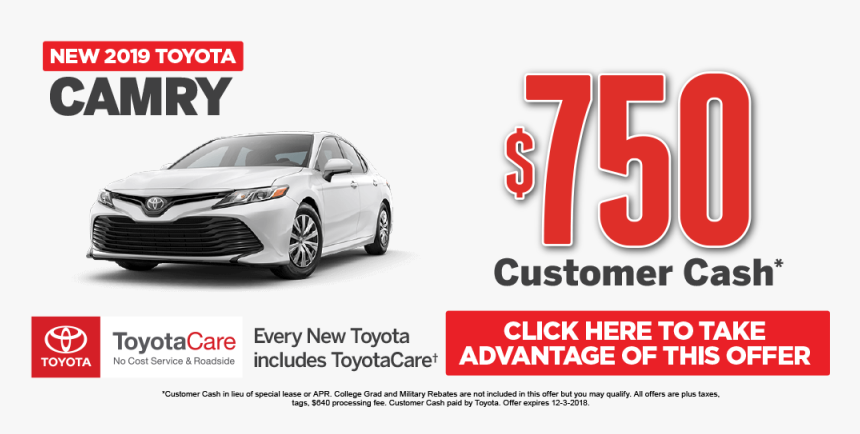 NEW 2019 TOYOTA
CAMRY
$750
Customer Cash*
TOYOTA
ToyotaCare
No Cost Service & Roadside
Every New Toyota
includes ToyotaCare†
CLICK HERE TO TAKE
ADVANTAGE OF THIS OFFER
*Customer Cash in lieu of special lease or APR. College Grad and Military Rebates are not included in this offer but you may qualify. All offers are plus taxes,
tags, $640 processing fee. Customer Cash paid by Toyota. Offer expires 12-3-2018.